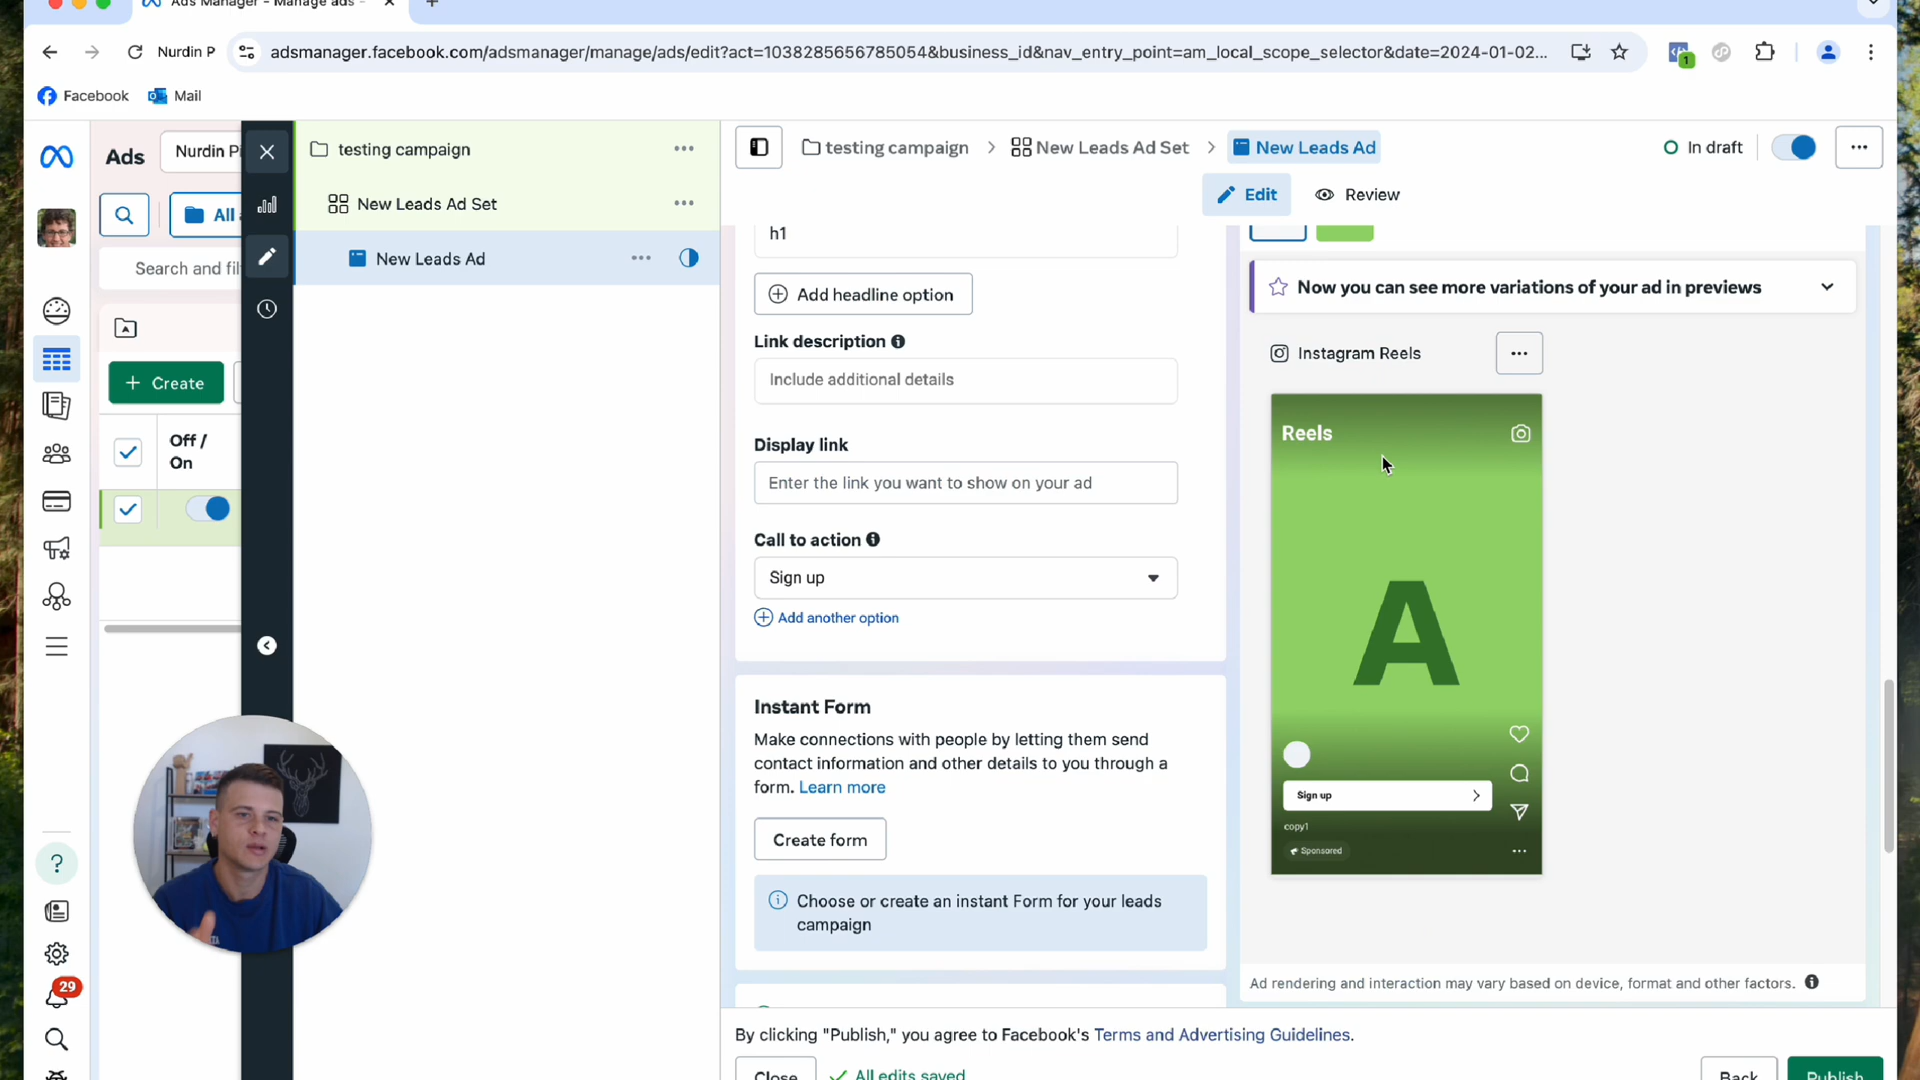 Ads Manager - Manage ads -
Nurdin P
adsmanager.facebook.com/adsmanager/manage/ads/edit?act=1038285656785054&business_id&nav_entry_point=am_local_scope_selector&date=2024-01-02...
1
Facebook
Mail
Ads
Nurdin Pi
All
Search and fil
+ Create
Off /
On
29
testing campaign
New Leads Ad Set
New Leads Ad
testing campaign
New Leads Ad Set
New Leads Ad
In draft
Edit
Review
h1
Add headline option
Link description
Include additional details
Display link
Enter the link you want to show on your ad
Call to action
Sign up
Add another option
Instant Form
Make connections with people by letting them send
contact information and other details to you through a
form. Learn more
Create form
Choose or create an instant Form for your leads
campaign
Now you can see more variations of your ad in previews
Instagram Reels
Reels
A
Sign up
copy1
Sponsored
Ad rendering and interaction may vary based on device, format and other factors.
By clicking "Publish," you agree to Facebook's Terms and Advertising Guidelines.
Close
All edits saved
Back
Publish